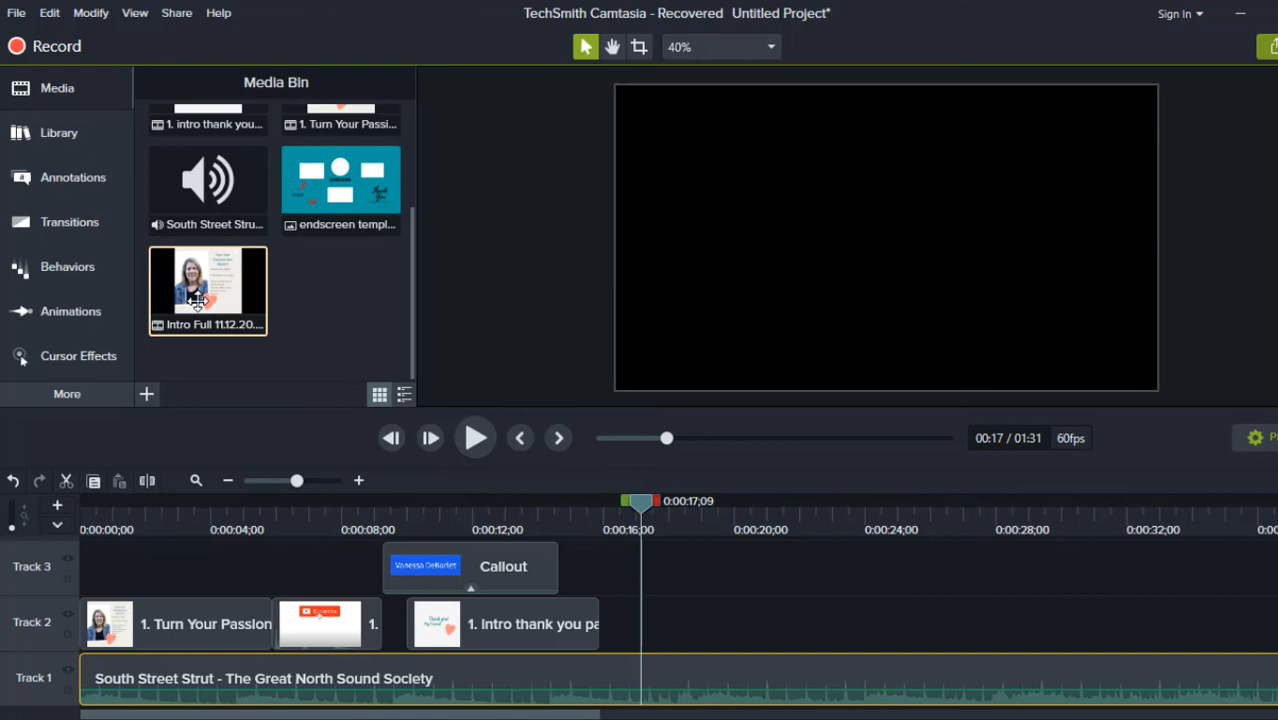 File Edit Modify View Share Help
TechSmith Camtasia - Recovered Untitled Project*
Sign In
Record
40%
Media
Library
Annotations
Transitions
Behaviors
Animations
Cursor Effects
More
Media Bin
1. intro thank you...
1. Turn Your Passi...
South Street Stru...
endscreen templ...
Intro Full 11.12.20....
00:17 / 01:31 60fps
0:00:17;09
0:00:00;00 0:00:04;00 0:00:08;00 0:00:12;00 0:00:16;00 0:00:20;00 0:00:24;00 0:00:28;00 0:00:32;00
Track 3
Callout
Track 2
1. Turn Your Passion
Subscribe
1.
Thank you!
1. Intro thank you pa
Track 1
South Street Strut - The Great North Sound Society